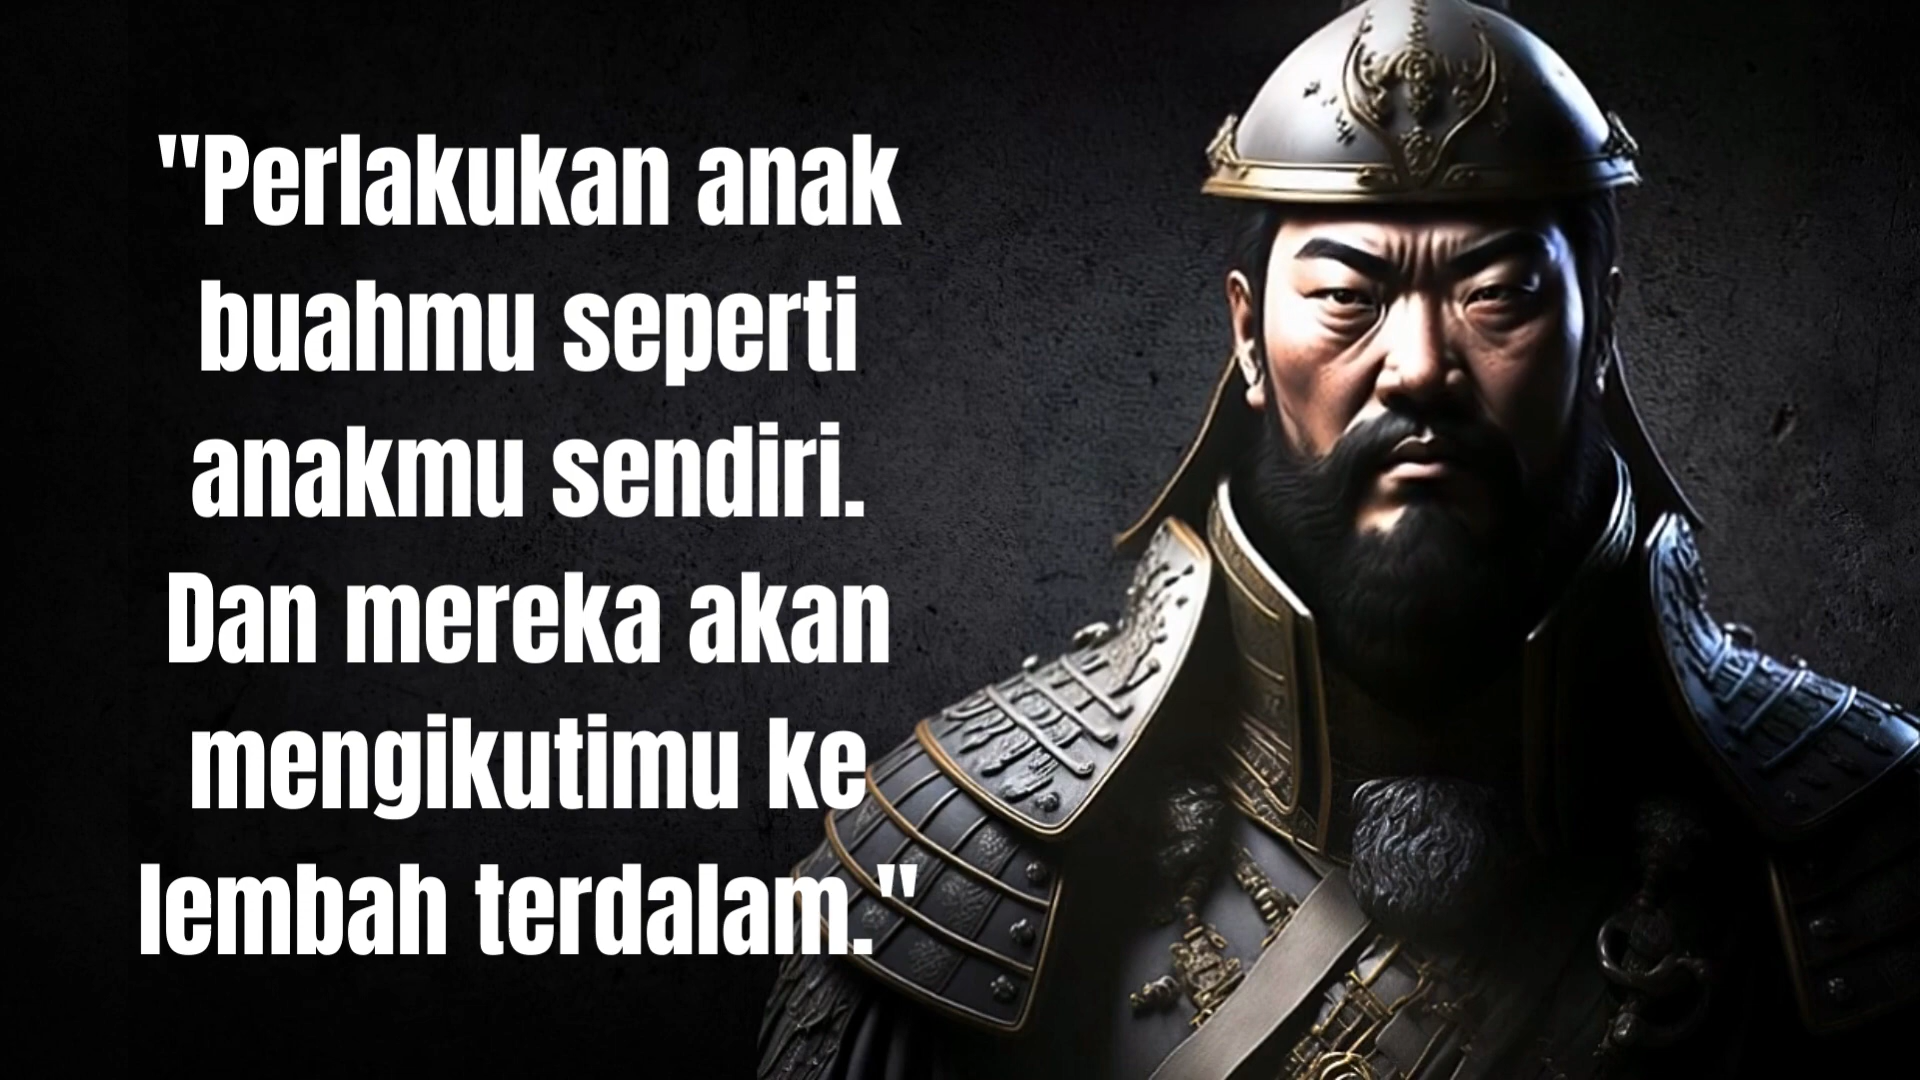 "Perlakukan anak
buahmu seperti
anakmu sendiri.
Dan mereka akan
mengikutimu ke
lembah terdalam."